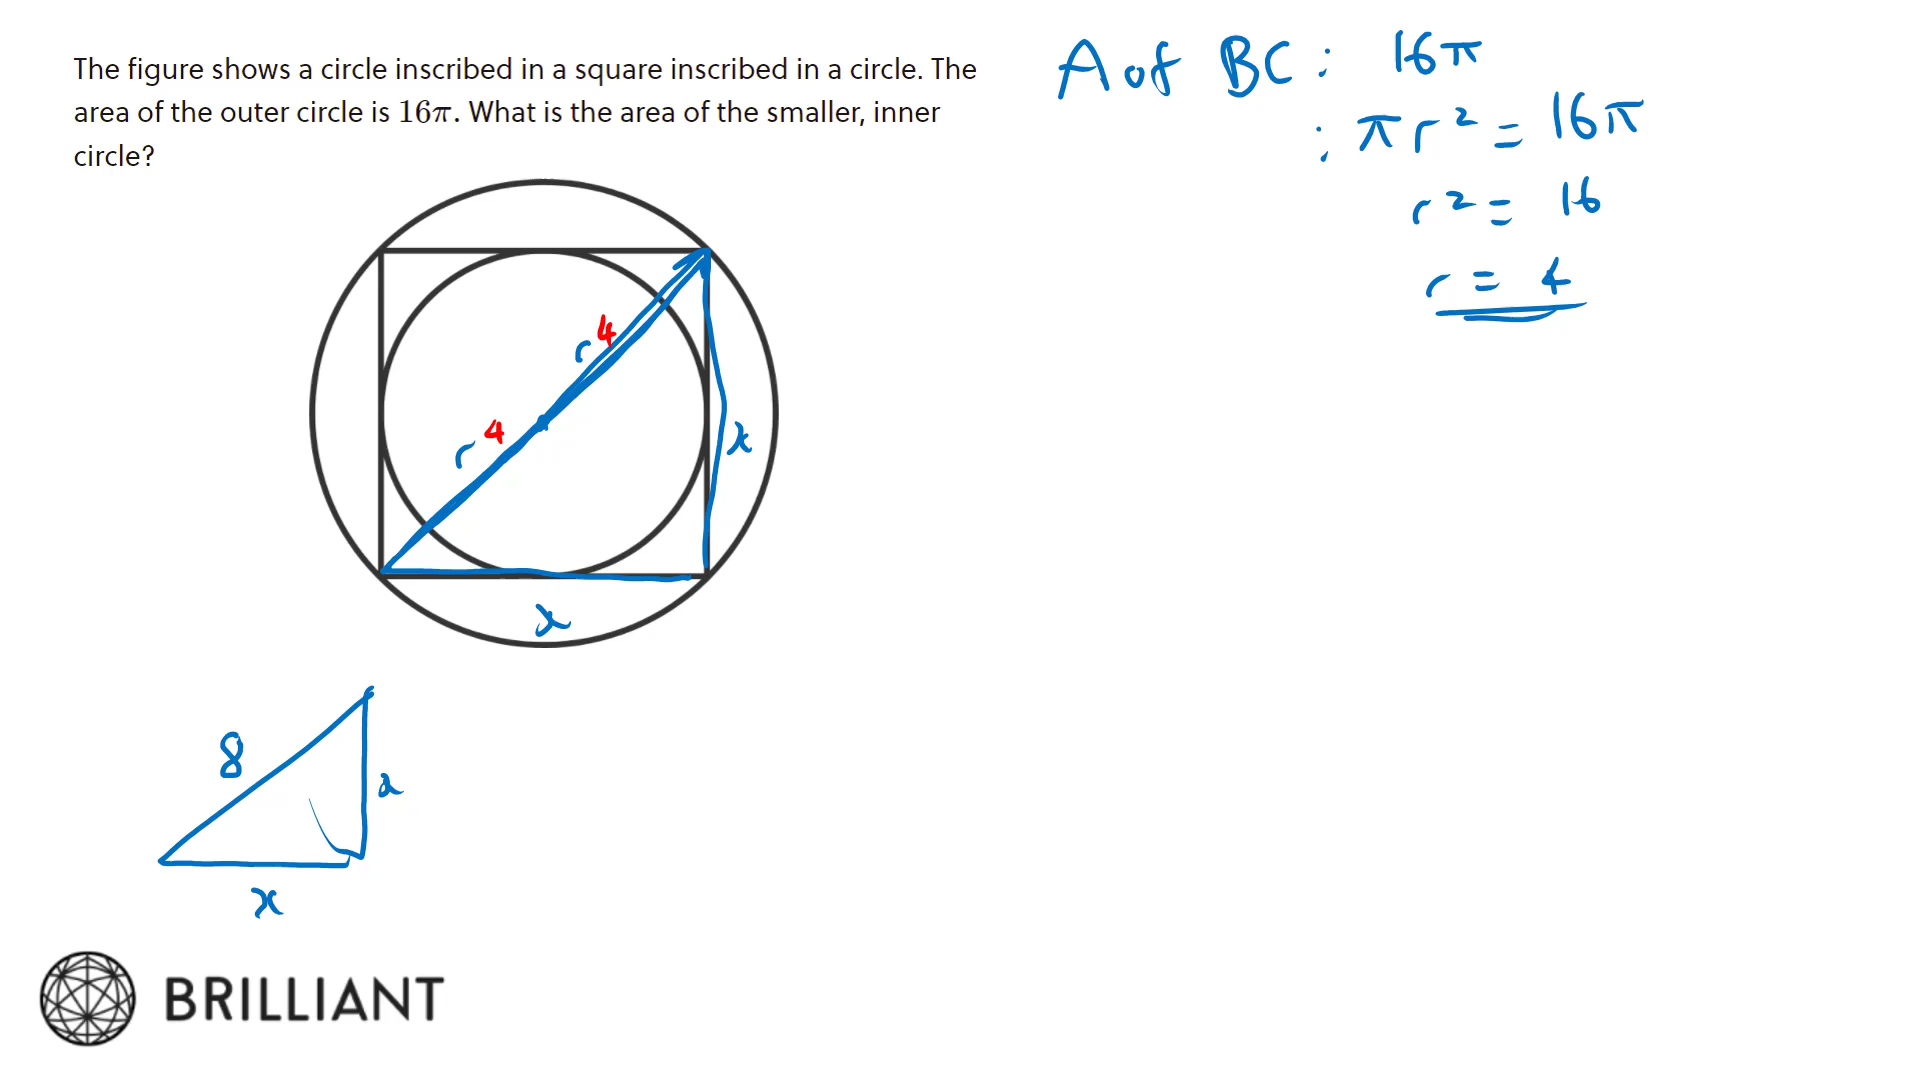 The figure shows a circle inscribed in a square inscribed in a circle. The
area of the outer circle is 16π. What is the area of the smaller, inner
circle?
A of BC : 16π
: πr² = 16π
r² = 16
r = 4
r 4
r 4
x
x
8
x
x
BRILLIANT